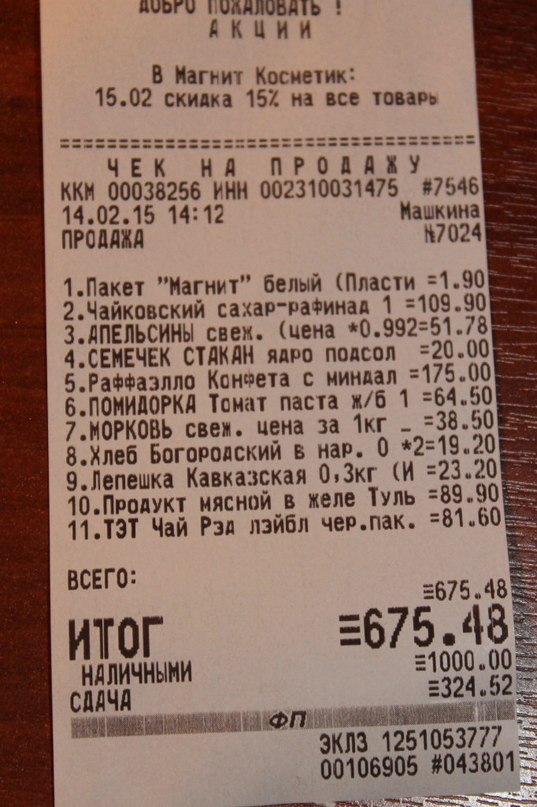 ДОБРО ПОЖАЛОВАТЬ !
АКЦИИ
В Магнит Косметик:
15.02 скидка 15% на все товары
==========================================
ЧЕК НА ПРОДАЖУ
ККМ 00038256 ИНН 002310031475 #7546
14.02.15 14:12 Машкина
ПРОДАЖА №7024
1.Пакет "Магнит" белый (Пласти =1.90
2.Чайковский сахар-рафинад 1 =109.90
3.АПЕЛЬСИНЫ свеж. (цена *0.992=51.78
4.СЕМЕЧЕК СТАКАН ядро подсол =20.00
5.Раффаэлло Конфета с миндал =175.00
6.ПОМИДОРКА Томат паста ж/б 1 =64.50
7.МОРКОВЬ свеж. цена за 1кг _ =38.50
8.Хлеб Богородский в нар. 0 *2=19.20
9.Лепешка Кавказская 0,3кг (И =23.20
10.Продукт мясной в желе Туль =89.90
11.ТЭТ Чай Рэд лэйбл чер.пак. =81.60
ВСЕГО:
≡675.48
ИТОГ ≡675.48
НАЛИЧНЫМИ ≡1000.00
СДАЧА ≡324.52
ФП
ЭКЛЗ 1251053777
00106905 #043801